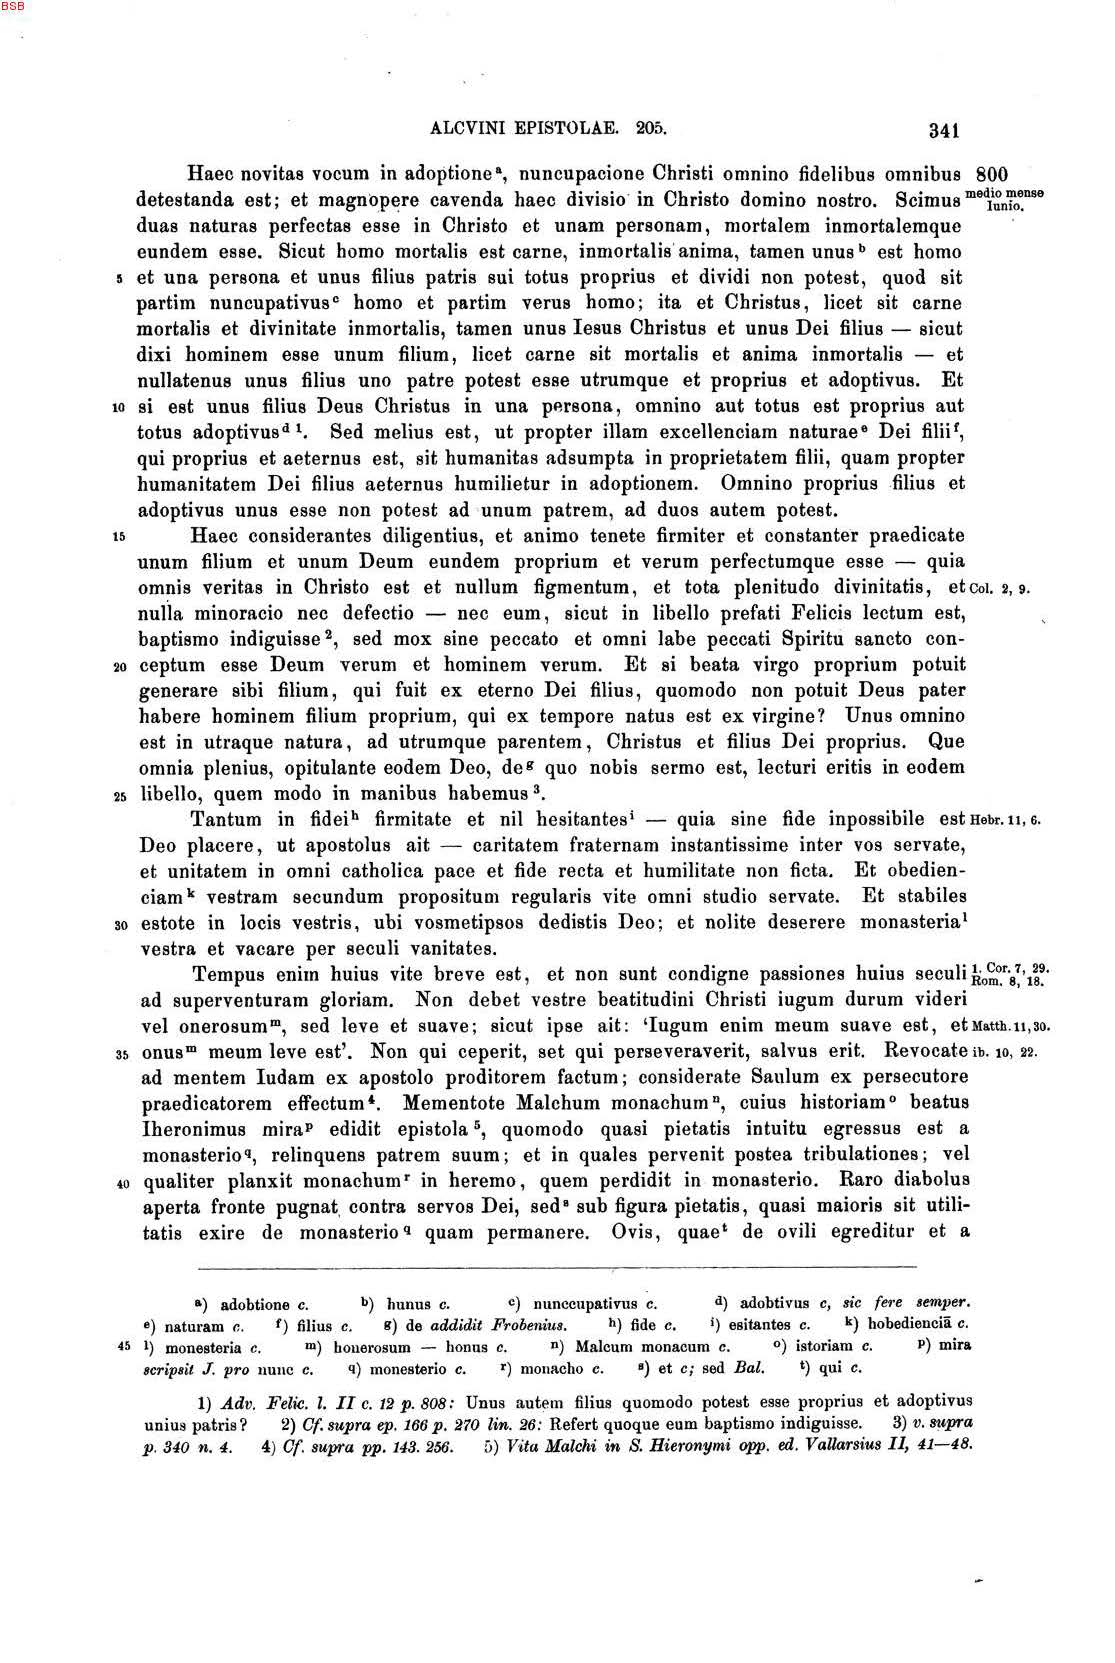 BSB
ALCVINI EPISTOLAE. 205. 341
Haec novitas vocum in adoptioneᵃ, nuncupacione Christi omnino fidelibus omnibus 800
detestanda est; et magnopere cavenda haec divisio in Christo domino nostro. Scimus medio mense Iunio.
duas naturas perfectas esse in Christo et unam personam, mortalem inmortalemque
eundem esse. Sicut homo mortalis est carne, inmortalis anima, tamen unus ᵇ est homo
5 et una persona et unus filius patris sui totus proprius et dividi non potest, quod sit
partim nuncupativusᶜ homo et partim verus homo; ita et Christus, licet sit carne
mortalis et divinitate inmortalis, tamen unus Iesus Christus et unus Dei filius — sicut
dixi hominem esse unum filium, licet carne sit mortalis et anima inmortalis — et
nullatenus unus filius uno patre potest esse utrumque et proprius et adoptivus. Et
10 si est unus filius Deus Christus in una persona, omnino aut totus est proprius aut
totus adoptivusᵈ ¹. Sed melius est, ut propter illam excellenciam naturaeᵉ Dei filiiᶠ,
qui proprius et aeternus est, sit humanitas adsumpta in proprietatem filii, quam propter
humanitatem Dei filius aeternus humilietur in adoptionem. Omnino proprius filius et
adoptivus unus esse non potest ad unum patrem, ad duos autem potest.
15 Haec considerantes diligentius, et animo tenete firmiter et constanter praedicate
unum filium et unum Deum eundem proprium et verum perfectumque esse — quia
omnis veritas in Christo est et nullum figmentum, et tota plenitudo divinitatis, et Col. 2, 9.
nulla minoracio nec defectio — nec eum, sicut in libello prefati Felicis lectum est,
baptismo indiguisse ², sed mox sine peccato et omni labe peccati Spiritu sancto con-
20 ceptum esse Deum verum et hominem verum. Et si beata virgo proprium potuit
generare sibi filium, qui fuit ex eterno Dei filius, quomodo non potuit Deus pater
habere hominem filium proprium, qui ex tempore natus est ex virgine? Unus omnino
est in utraque natura, ad utrumque parentem, Christus et filius Dei proprius. Que
omnia plenius, opitulante eodem Deo, deᵍ quo nobis sermo est, lecturi eritis in eodem
25 libello, quem modo in manibus habemus ³.
Tantum in fideiʰ firmitate et nil hesitantesⁱ — quia sine fide inpossibile est Hebr. 11, 6.
Deo placere, ut apostolus ait — caritatem fraternam instantissime inter vos servate,
et unitatem in omni catholica pace et fide recta et humilitate non ficta. Et obedien-
ciam ᵏ vestram secundum propositum regularis vite omni studio servate. Et stabiles
30 estote in locis vestris, ubi vosmetipsos dedistis Deo; et nolite deserere monasteriaˡ
vestra et vacare per seculi vanitates.
Tempus enim huius vite breve est, et non sunt condigne passiones huius seculi 1. Cor. 7, 29. Rom. 8, 18.
ad superventuram gloriam. Non debet vestre beatitudini Christi iugum durum videri
vel onerosumᵐ, sed leve et suave; sicut ipse ait: 'Iugum enim meum suave est, et Matth. 11, 30.
35 onusᵐ meum leve est'. Non qui ceperit, set qui perseveraverit, salvus erit. Revocate ib. 10, 22.
ad mentem Iudam ex apostolo proditorem factum; considerate Saulum ex persecutore
praedicatorem effectum⁴. Mementote Malchum monachumⁿ, cuius historiamᵒ beatus
Iheronimus miraᵖ edidit epistola ⁵, quomodo quasi pietatis intuitu egressus est a
monasterio q, relinquens patrem suum; et in quales pervenit postea tribulationes; vel
40 qualiter planxit monachumʳ in heremo, quem perdidit in monasterio. Raro diabolus
aperta fronte pugnat contra servos Dei, sedˢ sub figura pietatis, quasi maioris sit utili-
tatis exire de monasterio q quam permanere. Ovis, quaeᵗ de ovili egreditur et a
a) adobtione c. b) hunus c. c) nunccupativus c. d) adobtivus c, sic fere semper.
e) naturam c. f) filius c. g) de addidit Frobenius. h) fide c. i) esitantes c. k) hobedienciā c.
45 l) monesteria c. m) honerosum — honus c. n) Malcum monacum c. o) istoriam c. p) mira
scripsit J. pro nunc c. q) monesterio c. r) monacho c. s) et c; sed Bal. t) qui c.
1) Adv. Felic. l. II c. 12 p. 808: Unus autem filius quomodo potest esse proprius et adoptivus
unius patris? 2) Cf. supra ep. 166 p. 270 lin. 26: Refert quoque eum baptismo indiguisse. 3) v. supra
p. 340 n. 4. 4) Cf. supra pp. 143. 256. 5) Vita Malchi in S. Hieronymi opp. ed. Vallarsius II, 41—48.